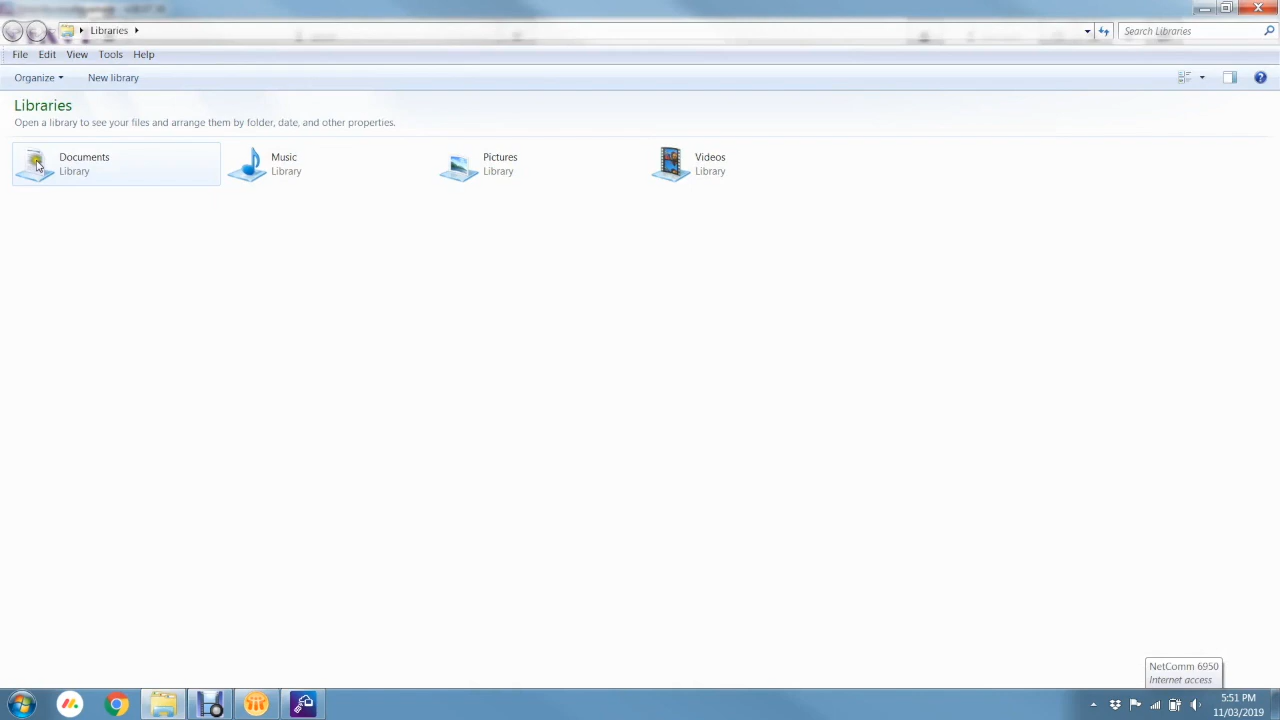 Libraries
Search Libraries
File Edit View Tools Help
Organize New library
Libraries
Open a library to see your files and arrange them by folder, date, and other properties.
Documents
Library
Music
Library
Pictures
Library
Videos
Library
NetComm 6950
Internet access
5:51 PM
11/03/2019